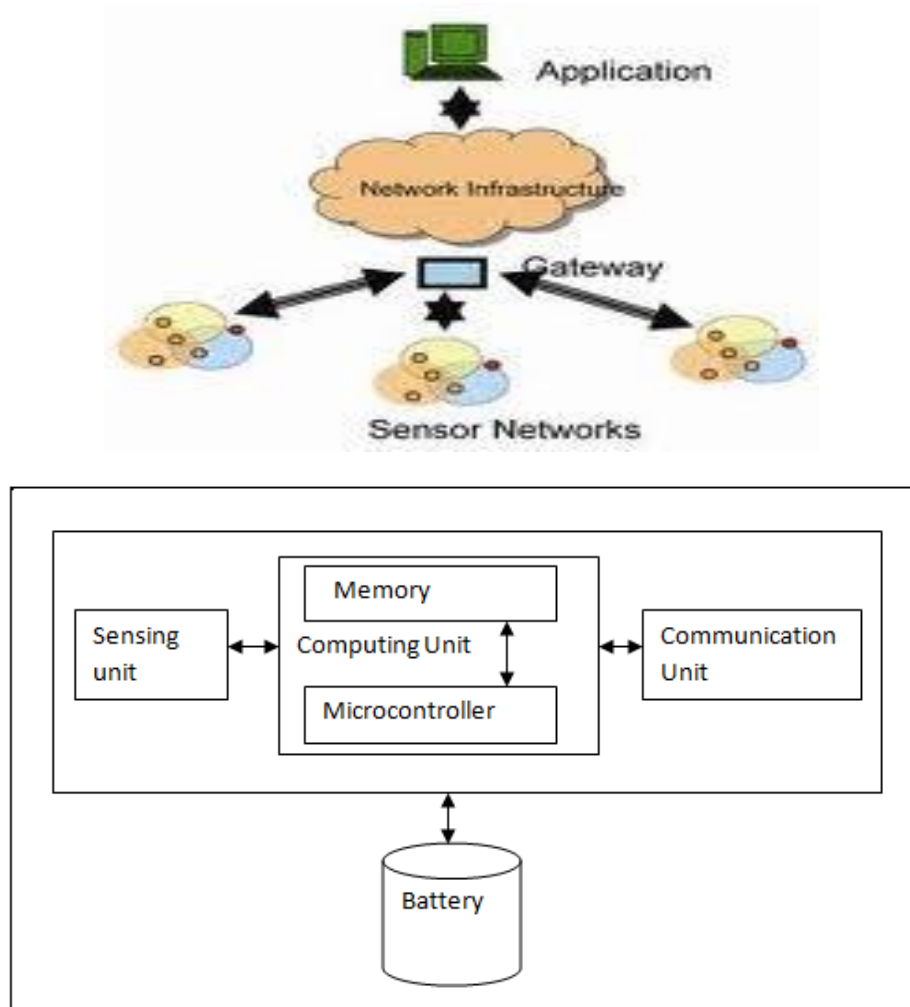 Application
Network Infrastructure
Gateway
Sensor Networks
Memory
Sensing
unit
Computing Unit
Communication
Unit
Microcontroller
Battery